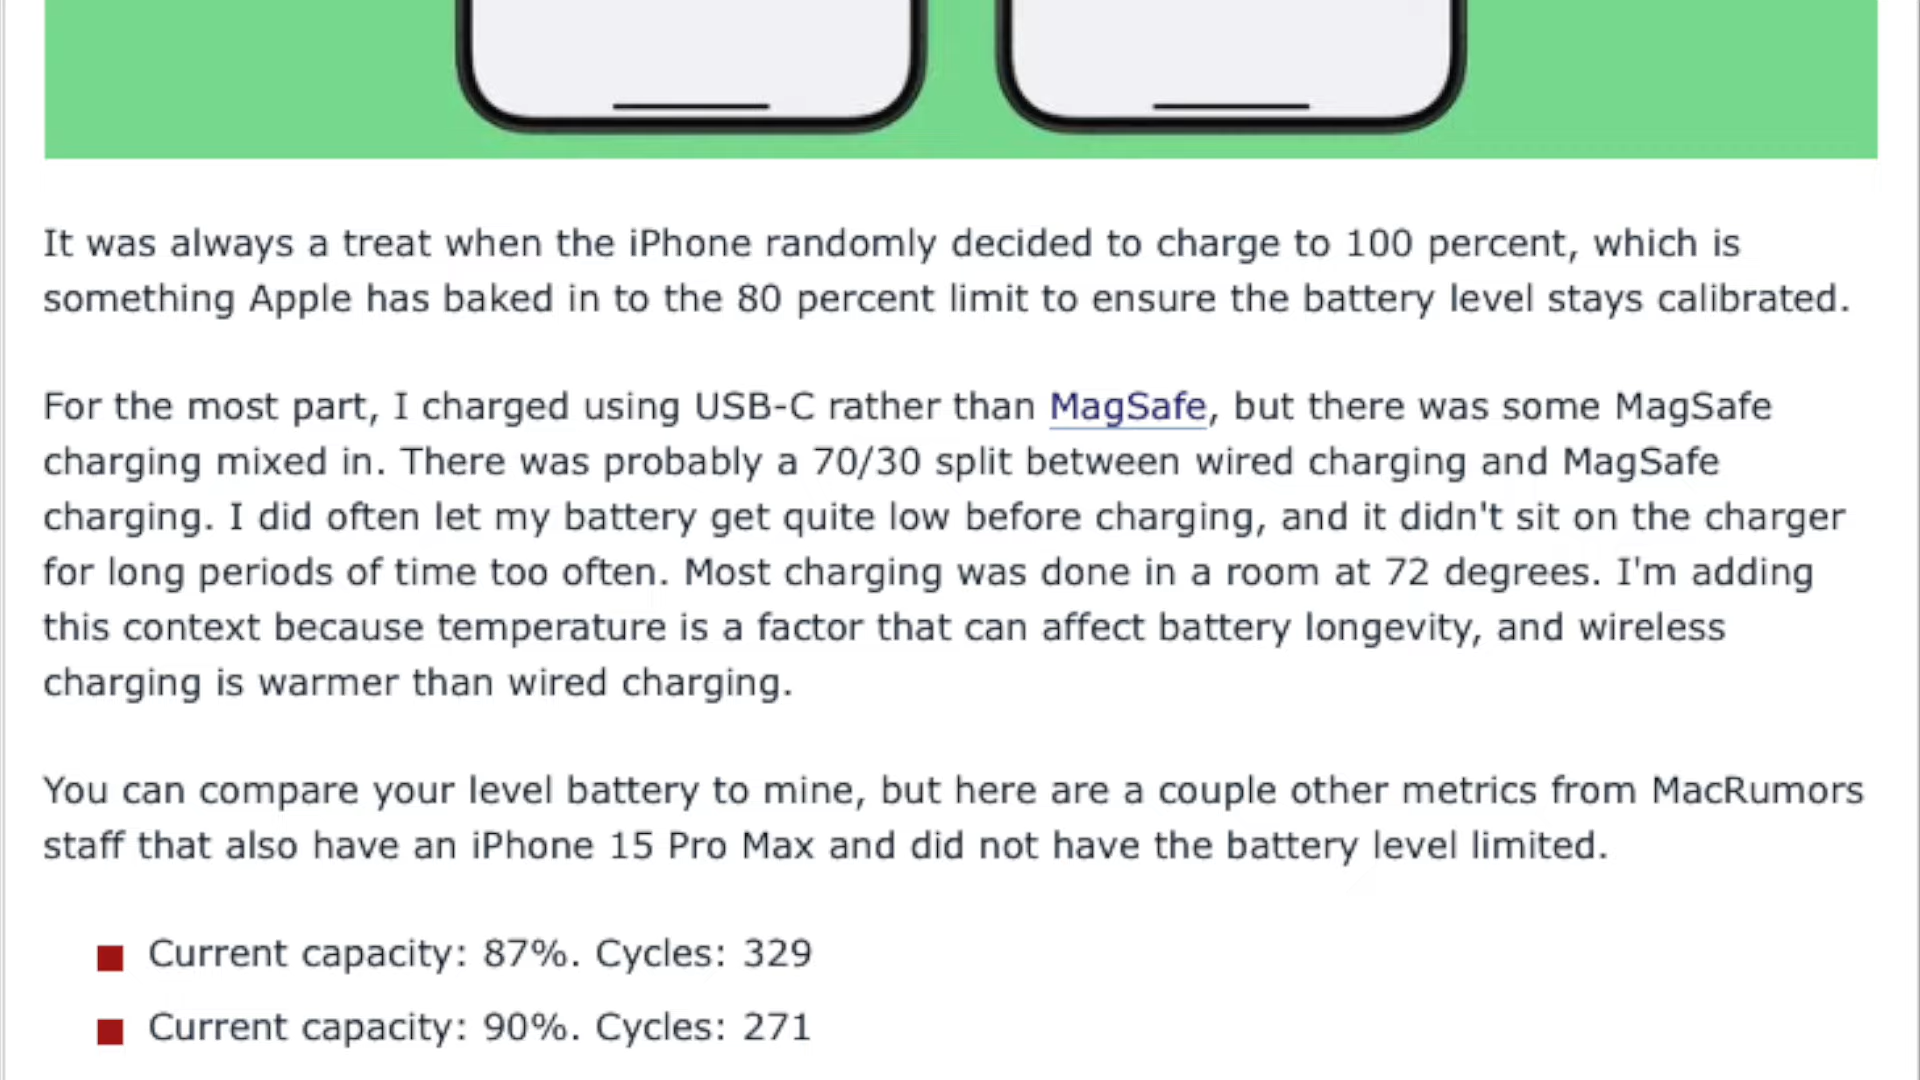 It was always a treat when the iPhone randomly decided to charge to 100 percent, which is
something Apple has baked in to the 80 percent limit to ensure the battery level stays calibrated.
For the most part, I charged using USB-C rather than MagSafe, but there was some MagSafe
charging mixed in. There was probably a 70/30 split between wired charging and MagSafe
charging. I did often let my battery get quite low before charging, and it didn't sit on the charger
for long periods of time too often. Most charging was done in a room at 72 degrees. I'm adding
this context because temperature is a factor that can affect battery longevity, and wireless
charging is warmer than wired charging.
You can compare your level battery to mine, but here are a couple other metrics from MacRumors
staff that also have an iPhone 15 Pro Max and did not have the battery level limited.
Current capacity: 87%. Cycles: 329
Current capacity: 90%. Cycles: 271